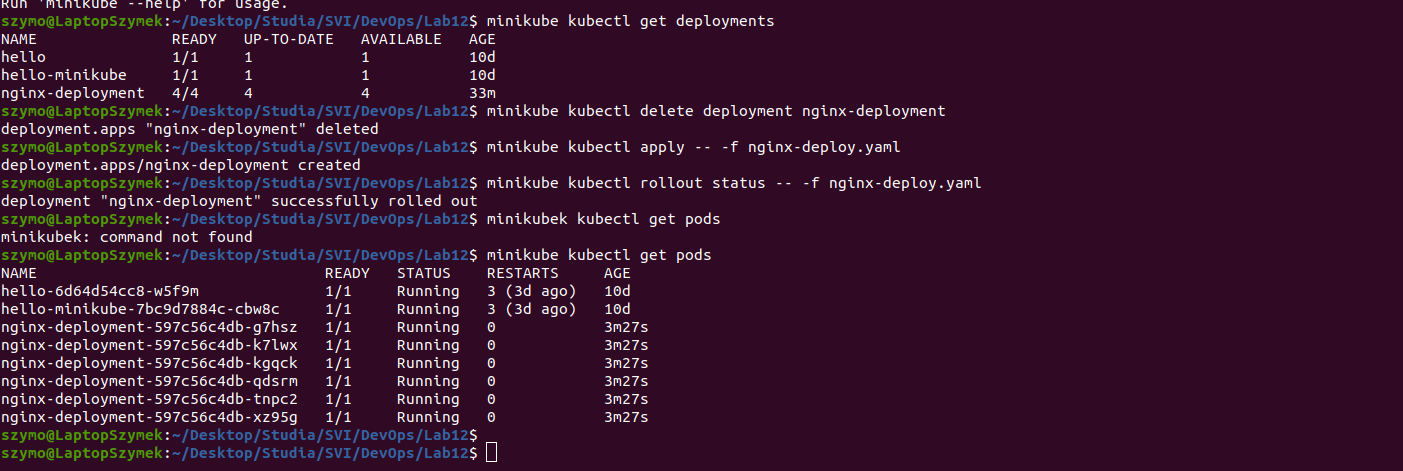 Run 'minikube --help' for usage.
szymo@LaptopSzymek:~/Desktop/Studia/SVI/DevOps/Lab12$ minikube kubectl get deployments
NAME READY UP-TO-DATE AVAILABLE AGE
hello 1/1 1 1 10d
hello-minikube 1/1 1 1 10d
nginx-deployment 4/4 4 4 33m
szymo@LaptopSzymek:~/Desktop/Studia/SVI/DevOps/Lab12$ minikube kubectl delete deployment nginx-deployment
deployment.apps "nginx-deployment" deleted
szymo@LaptopSzymek:~/Desktop/Studia/SVI/DevOps/Lab12$ minikube kubectl apply -- -f nginx-deploy.yaml
deployment.apps/nginx-deployment created
szymo@LaptopSzymek:~/Desktop/Studia/SVI/DevOps/Lab12$ minikube kubectl rollout status -- -f nginx-deploy.yaml
deployment "nginx-deployment" successfully rolled out
szymo@LaptopSzymek:~/Desktop/Studia/SVI/DevOps/Lab12$ minikubek kubectl get pods
minikubek: command not found
szymo@LaptopSzymek:~/Desktop/Studia/SVI/DevOps/Lab12$ minikube kubectl get pods
NAME READY STATUS RESTARTS AGE
hello-6d64d54cc8-w5f9m 1/1 Running 3 (3d ago) 10d
hello-minikube-7bc9d7884c-cbw8c 1/1 Running 3 (3d ago) 10d
nginx-deployment-597c56c4db-g7hsz 1/1 Running 0 3m27s
nginx-deployment-597c56c4db-k7lwx 1/1 Running 0 3m27s
nginx-deployment-597c56c4db-kgqck 1/1 Running 0 3m27s
nginx-deployment-597c56c4db-qdsrm 1/1 Running 0 3m27s
nginx-deployment-597c56c4db-tnpc2 1/1 Running 0 3m27s
nginx-deployment-597c56c4db-xz95g 1/1 Running 0 3m27s
szymo@LaptopSzymek:~/Desktop/Studia/SVI/DevOps/Lab12$
szymo@LaptopSzymek:~/Desktop/Studia/SVI/DevOps/Lab12$